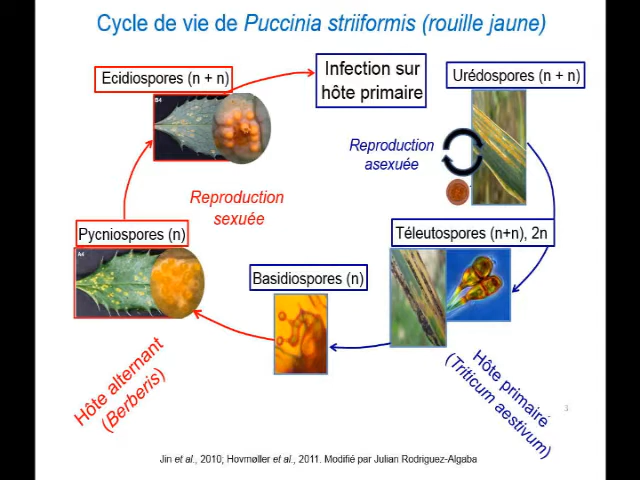 Cycle de vie de Puccinia striiformis (rouille jaune)
Ecidiospores (n + n)
Infection sur
hôte primaire
Urédospores (n + n)
Reproduction
asexuée
Reproduction
sexuée
Pycniospores (n)
Téleutospores (n+n), 2n
Basidiospores (n)
Hôte alternant
(Berberis)
Hôte primairé
(Triticum aestivum)
3
Jin et al., 2010; Hovmøller et al., 2011. Modifié par Julian Rodriguez-Algaba